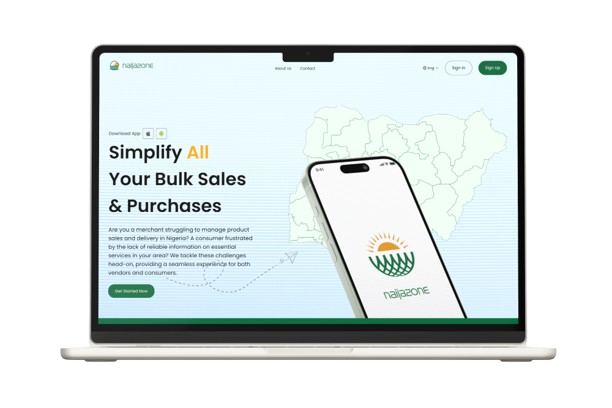 naijazone
About Us
Contact
Eng
Sign In
Sign Up
Download App
Simplify All
Your Bulk Sales
& Purchases
Are you a merchant struggling to manage product
sales and delivery in Nigeria? A consumer frustrated
by the lack of reliable information on essential
services in your area? We tackle these challenges
head-on, providing a seamless experience for both
vendors and consumers.
Get Started Now
9:41
naijazone